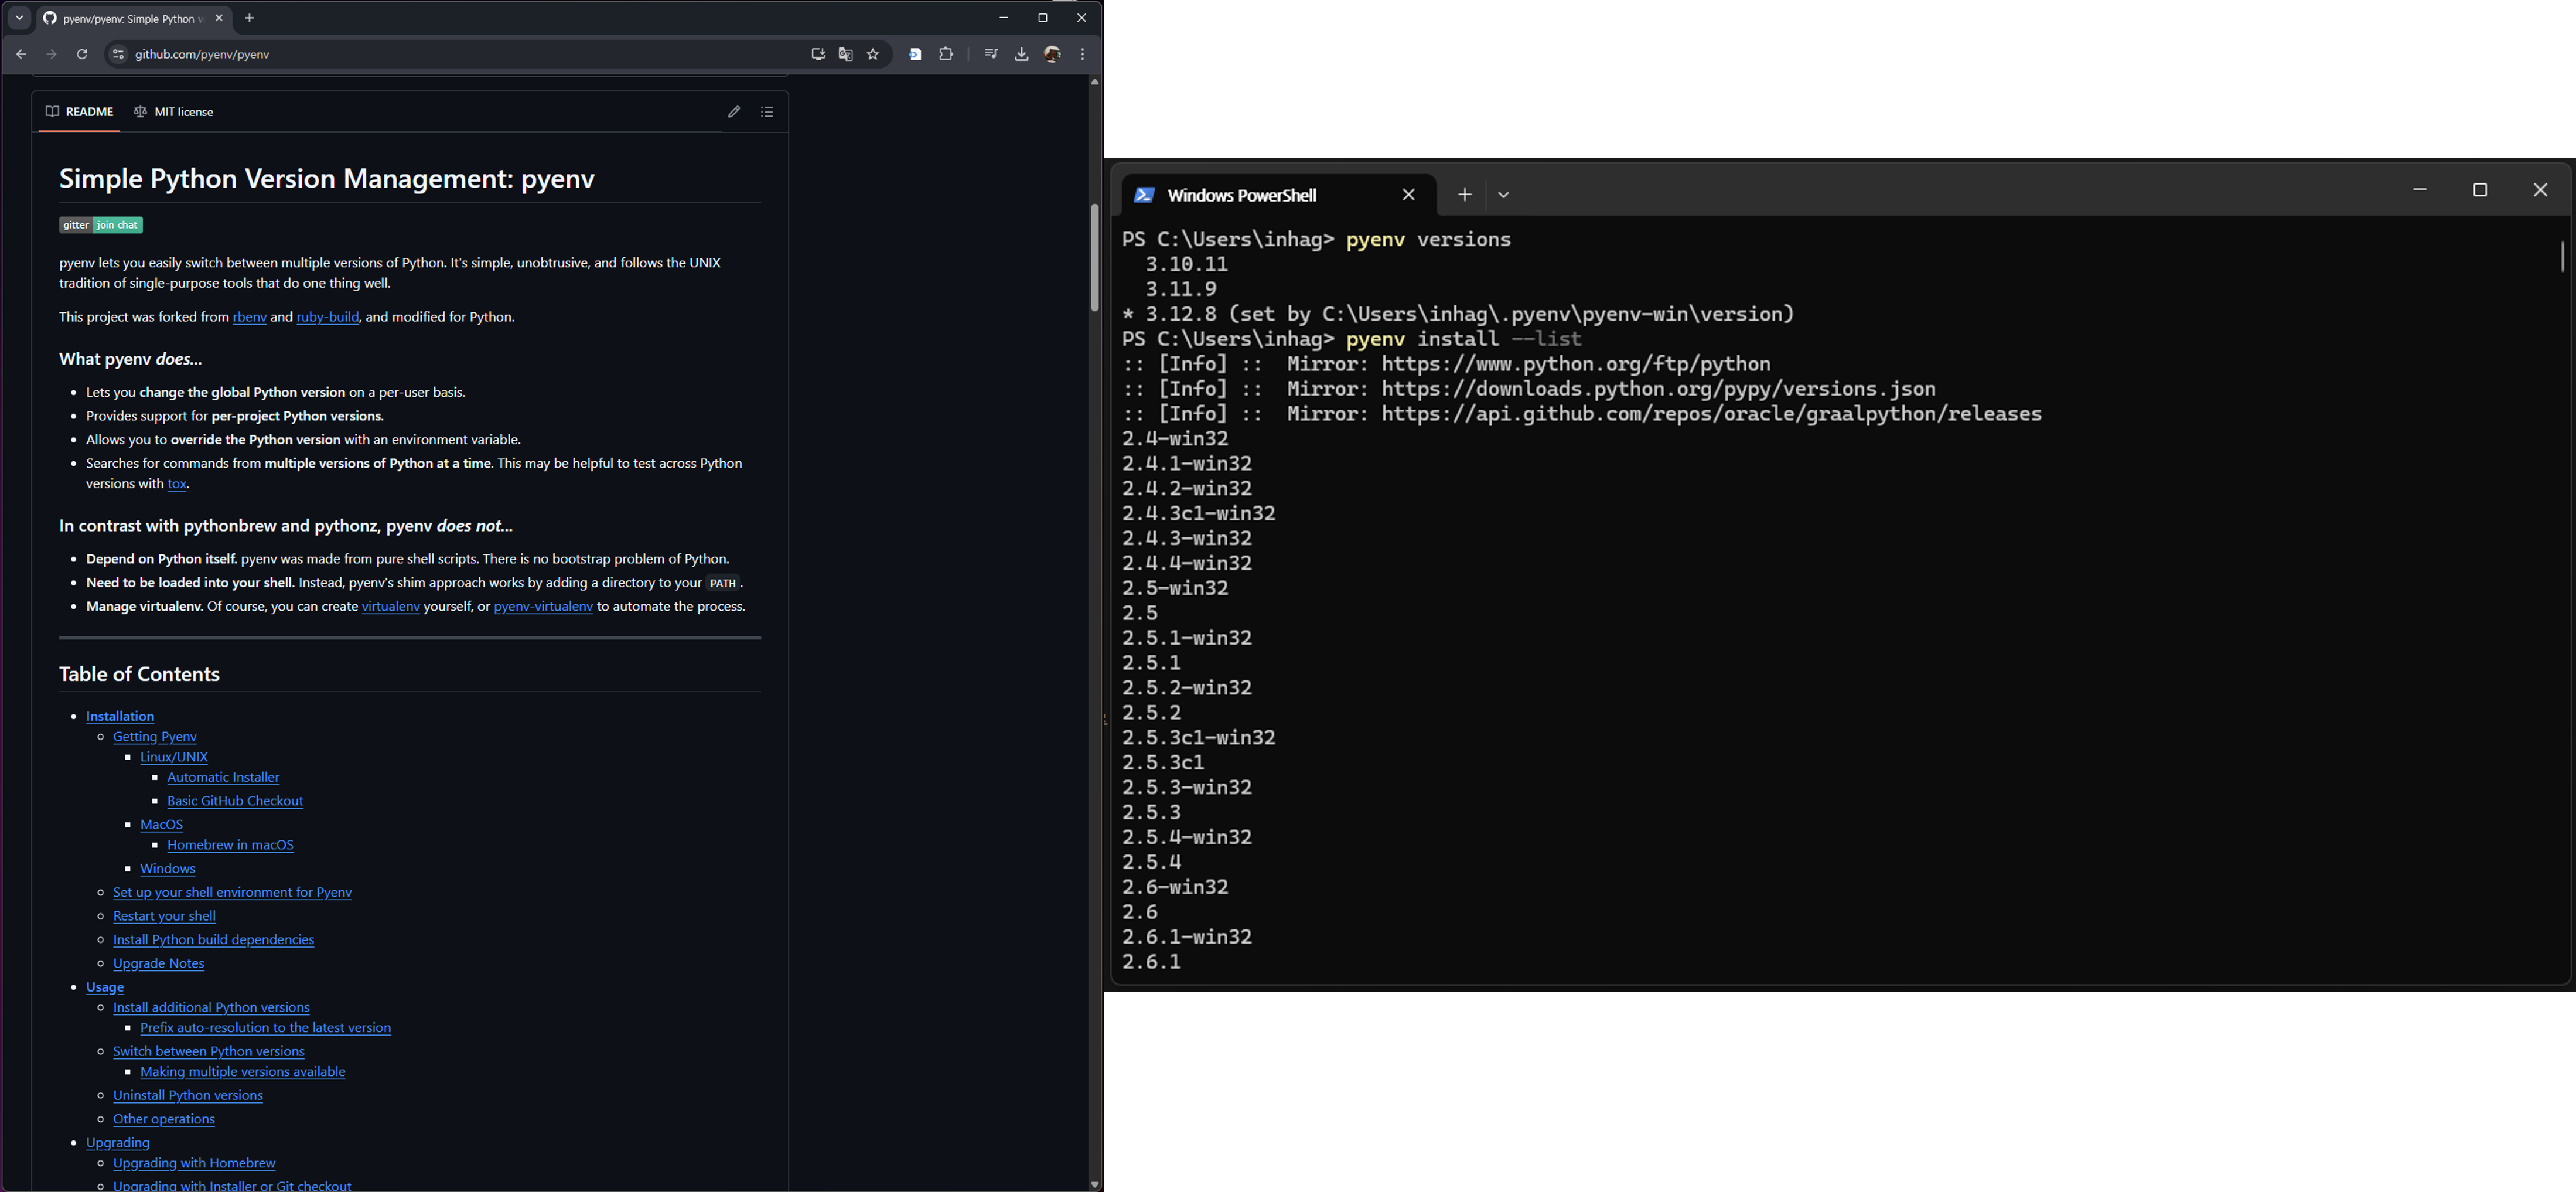 pyenv/pyenv: Simple Python v
github.com/pyenv/pyenv
README
MIT license
Simple Python Version Management: pyenv
gitter join chat
pyenv lets you easily switch between multiple versions of Python. It's simple, unobtrusive, and follows the UNIX
tradition of single-purpose tools that do one thing well.
This project was forked from rbenv and ruby-build, and modified for Python.
What pyenv does...
• Lets you change the global Python version on a per-user basis.
• Provides support for per-project Python versions.
• Allows you to override the Python version with an environment variable.
• Searches for commands from multiple versions of Python at a time. This may be helpful to test across Python
versions with tox.
In contrast with pythonbrew and pythonz, pyenv does not...
• Depend on Python itself. pyenv was made from pure shell scripts. There is no bootstrap problem of Python.
• Need to be loaded into your shell. Instead, pyenv's shim approach works by adding a directory to your PATH.
• Manage virtualenv. Of course, you can create virtualenv yourself, or pyenv-virtualenv to automate the process.
Table of Contents
Installation
Getting Pyenv
Linux/UNIX
Automatic Installer
Basic GitHub Checkout
MacOS
Homebrew in macOS
Windows
Set up your shell environment for Pyenv
Restart your shell
Install Python build dependencies
Upgrade Notes
Usage
Install additional Python versions
Prefix auto-resolution to the latest version
Switch between Python versions
Making multiple versions available
Uninstall Python versions
Other operations
Upgrading
Upgrading with Homebrew
Upgrading with Installer or Git checkout
Windows PowerShell
PS C:\Users\inhag> pyenv versions
3.10.11
3.11.9
* 3.12.8 (set by C:\Users\inhag\.pyenv\pyenv-win\version)
PS C:\Users\inhag> pyenv install --list
:: [Info] ::  Mirror: https://www.python.org/ftp/python
:: [Info] ::  Mirror: https://downloads.python.org/pypy/versions.json
:: [Info] ::  Mirror: https://api.github.com/repos/oracle/graalpython/releases
2.4-win32
2.4.1-win32
2.4.2-win32
2.4.3c1-win32
2.4.3-win32
2.4.4-win32
2.5-win32
2.5
2.5.1-win32
2.5.1
2.5.2-win32
2.5.2
2.5.3c1-win32
2.5.3c1
2.5.3-win32
2.5.3
2.5.4-win32
2.5.4
2.6-win32
2.6
2.6.1-win32
2.6.1